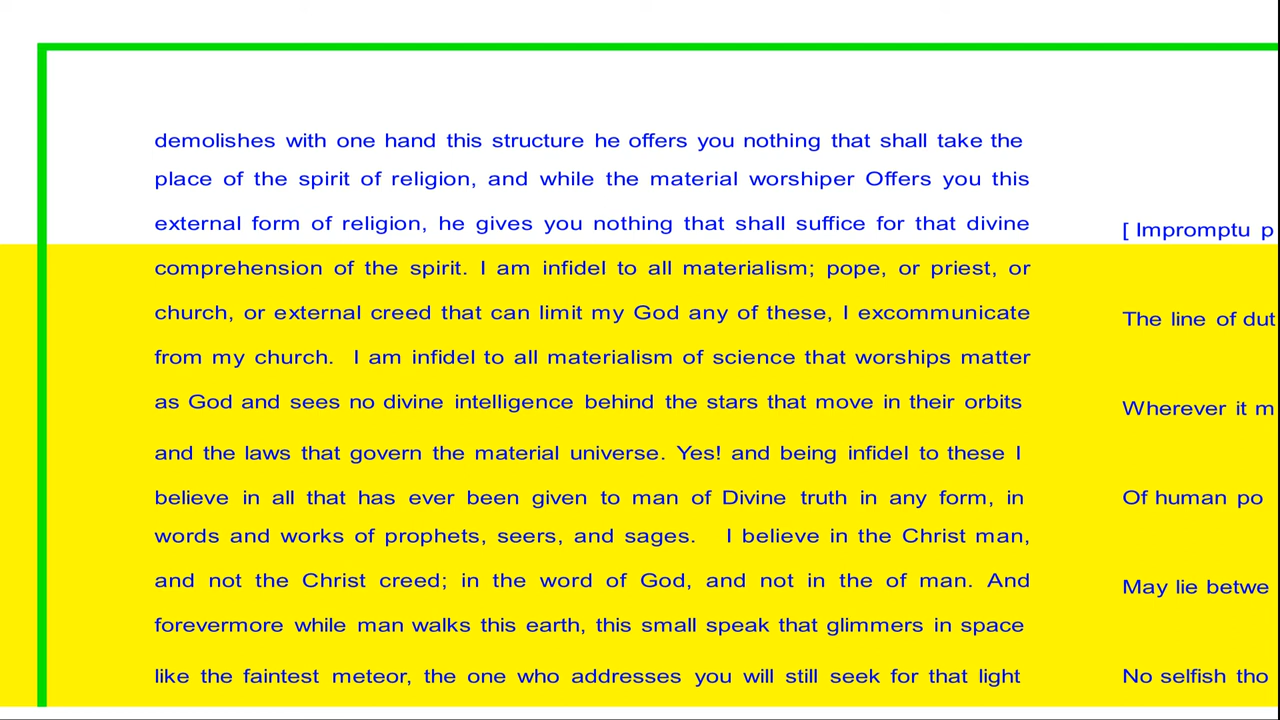 demolishes with one hand this structure he offers you nothing that shall take the
place of the spirit of religion, and while the material worshiper Offers you this
external form of religion, he gives you nothing that shall suffice for that divine
comprehension of the spirit. I am infidel to all materialism; pope, or priest, or
church, or external creed that can limit my God any of these, I excommunicate
from my church. I am infidel to all materialism of science that worships matter
as God and sees no divine intelligence behind the stars that move in their orbits
and the laws that govern the material universe. Yes! and being infidel to these I
believe in all that has ever been given to man of Divine truth in any form, in
words and works of prophets, seers, and sages. I believe in the Christ man,
and not the Christ creed; in the word of God, and not in the of man. And
forevermore while man walks this earth, this small speak that glimmers in space
like the faintest meteor, the one who addresses you will still seek for that light
[ Impromptu p
The line of dut
Wherever it m
Of human po
May lie betwe
No selfish tho